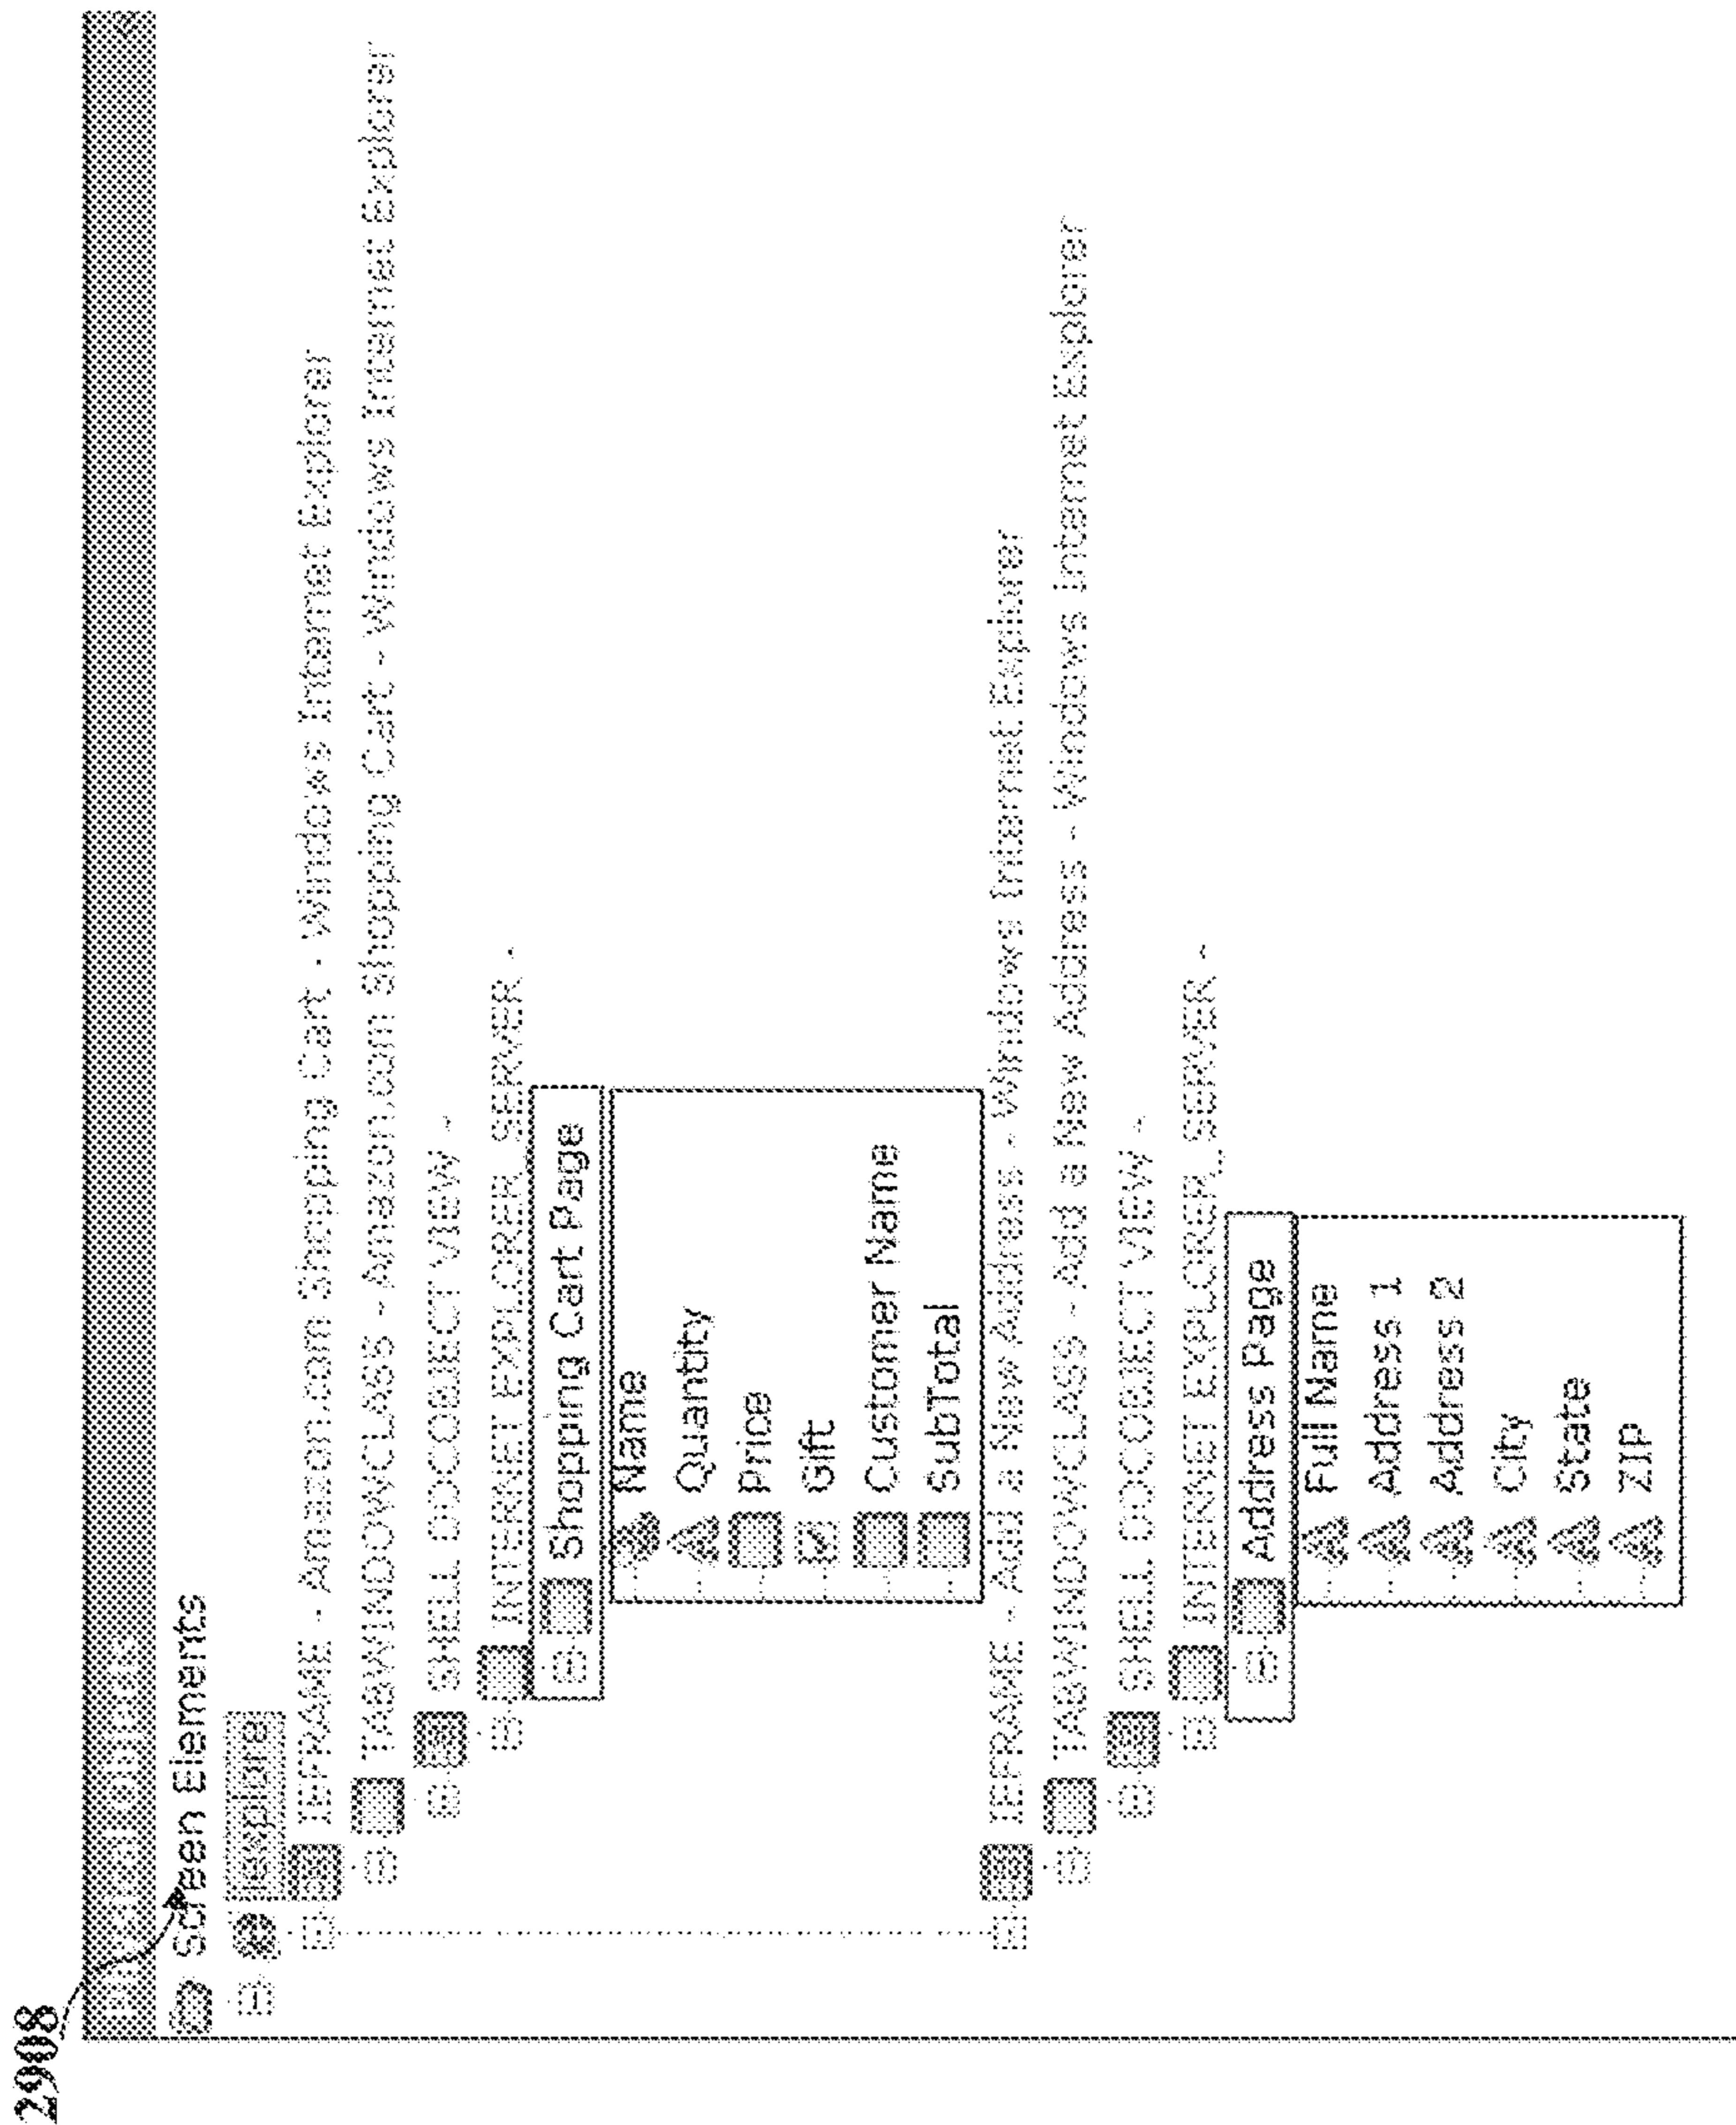 2908
Screen Elements
iexplore
IEFRAME - Amazon.com Shopping Cart - Windows Internet Explorer
TABWINDOWCLASS - Amazon.com Shopping Cart - Windows Internet Explorer
SHELL DOCOBJECT VIEW -
INTERNET EXPLORER_SERVER -
Shopping Cart Page
Name
Quantity
Price
Gift
Customer Name
SubTotal
IEFRAME - Add a New Address - Windows Internet Explorer
TABWINDOWCLASS - Add a New Address - Windows Internet Explorer
SHELL DOCOBJECT VIEW -
INTERNET EXPLORER_SERVER -
Address Page
Full Name
Address 1
Address 2
City
State
ZIP